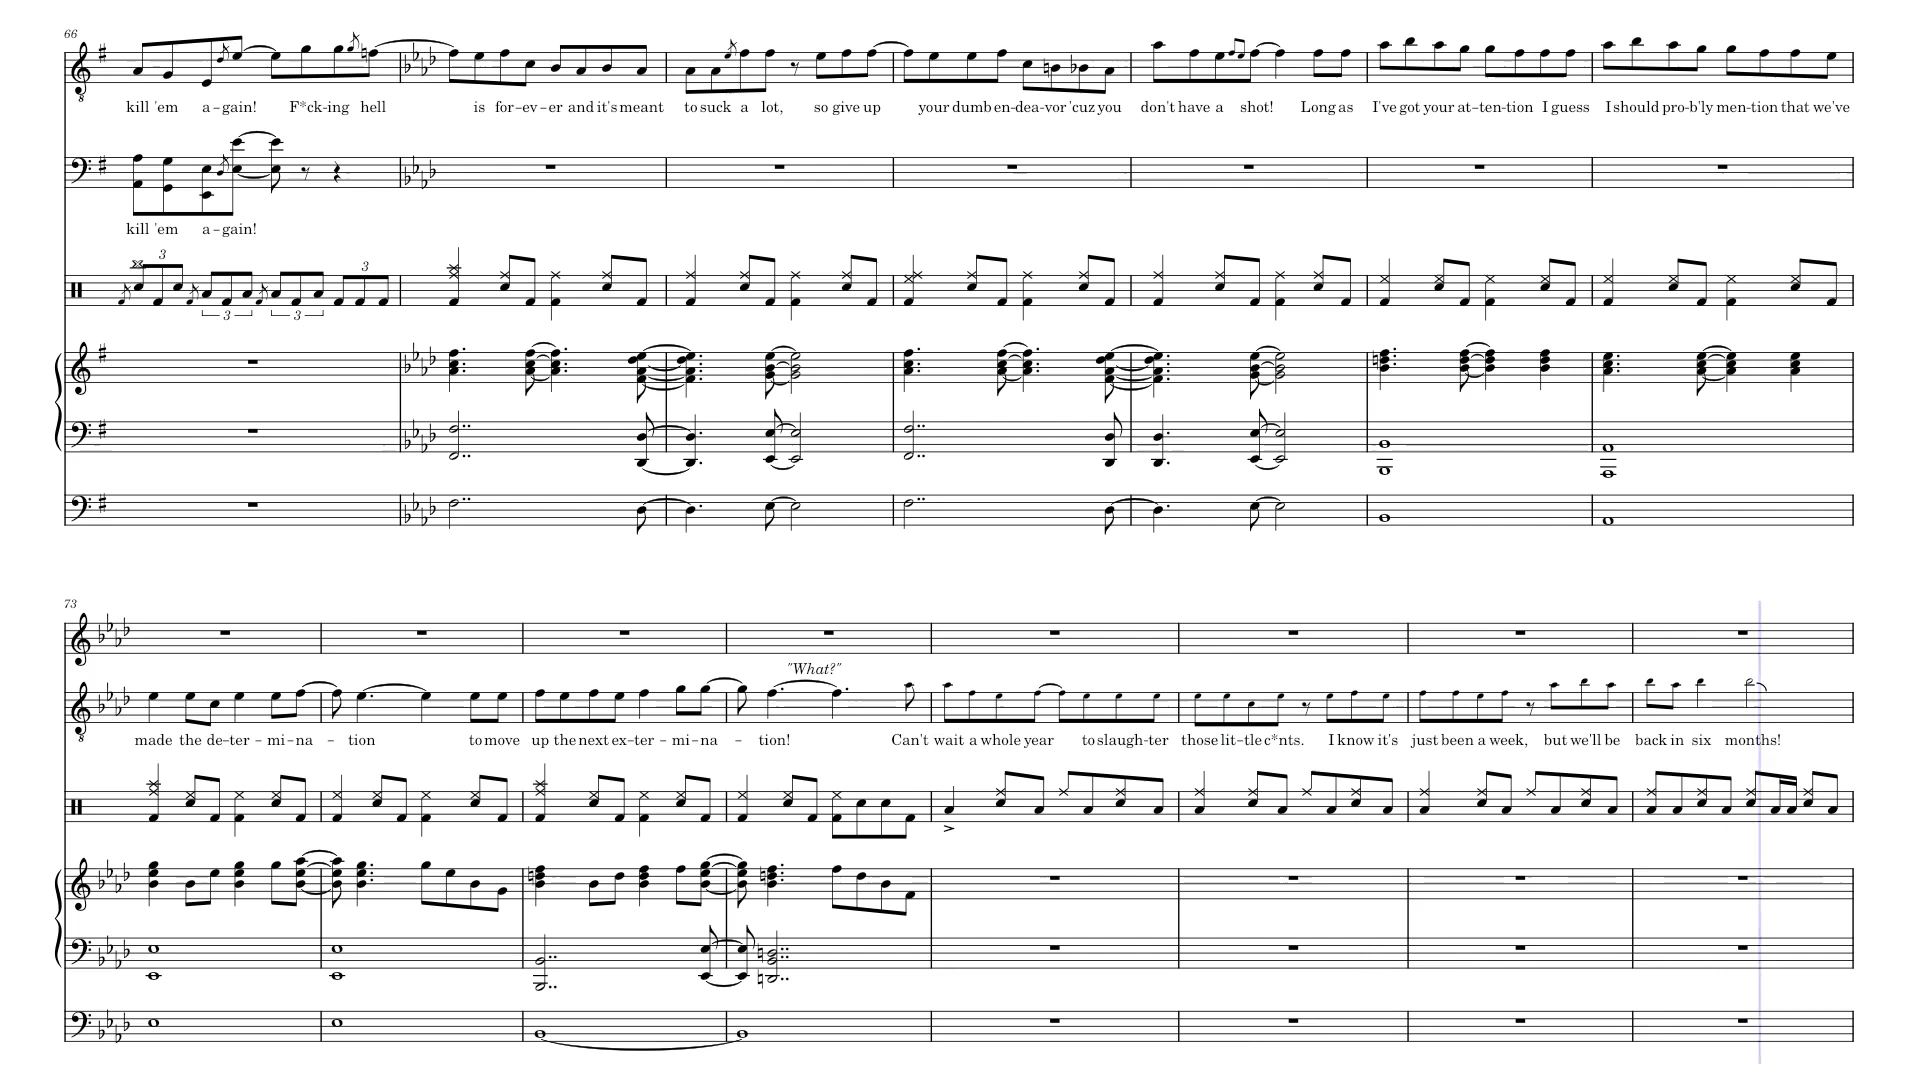 66
kill 'em a-gain! F*ck-ing hell is for-ev-er and it's meant to suck a lot, so give up your dumb en-dea-vor 'cuz you don't have a shot! Long as I've got your at-ten-tion I guess I should pro-b'ly men-tion that we've
kill 'em a-gain!
3 3
3 3
73
"What?"
made the de-ter-mi-na-tion to move up the next ex-ter-mi-na-tion! Can't wait a whole year to slaugh-ter those lit-tle c*nts. I know it's just been a week, but we'll be back in six months!